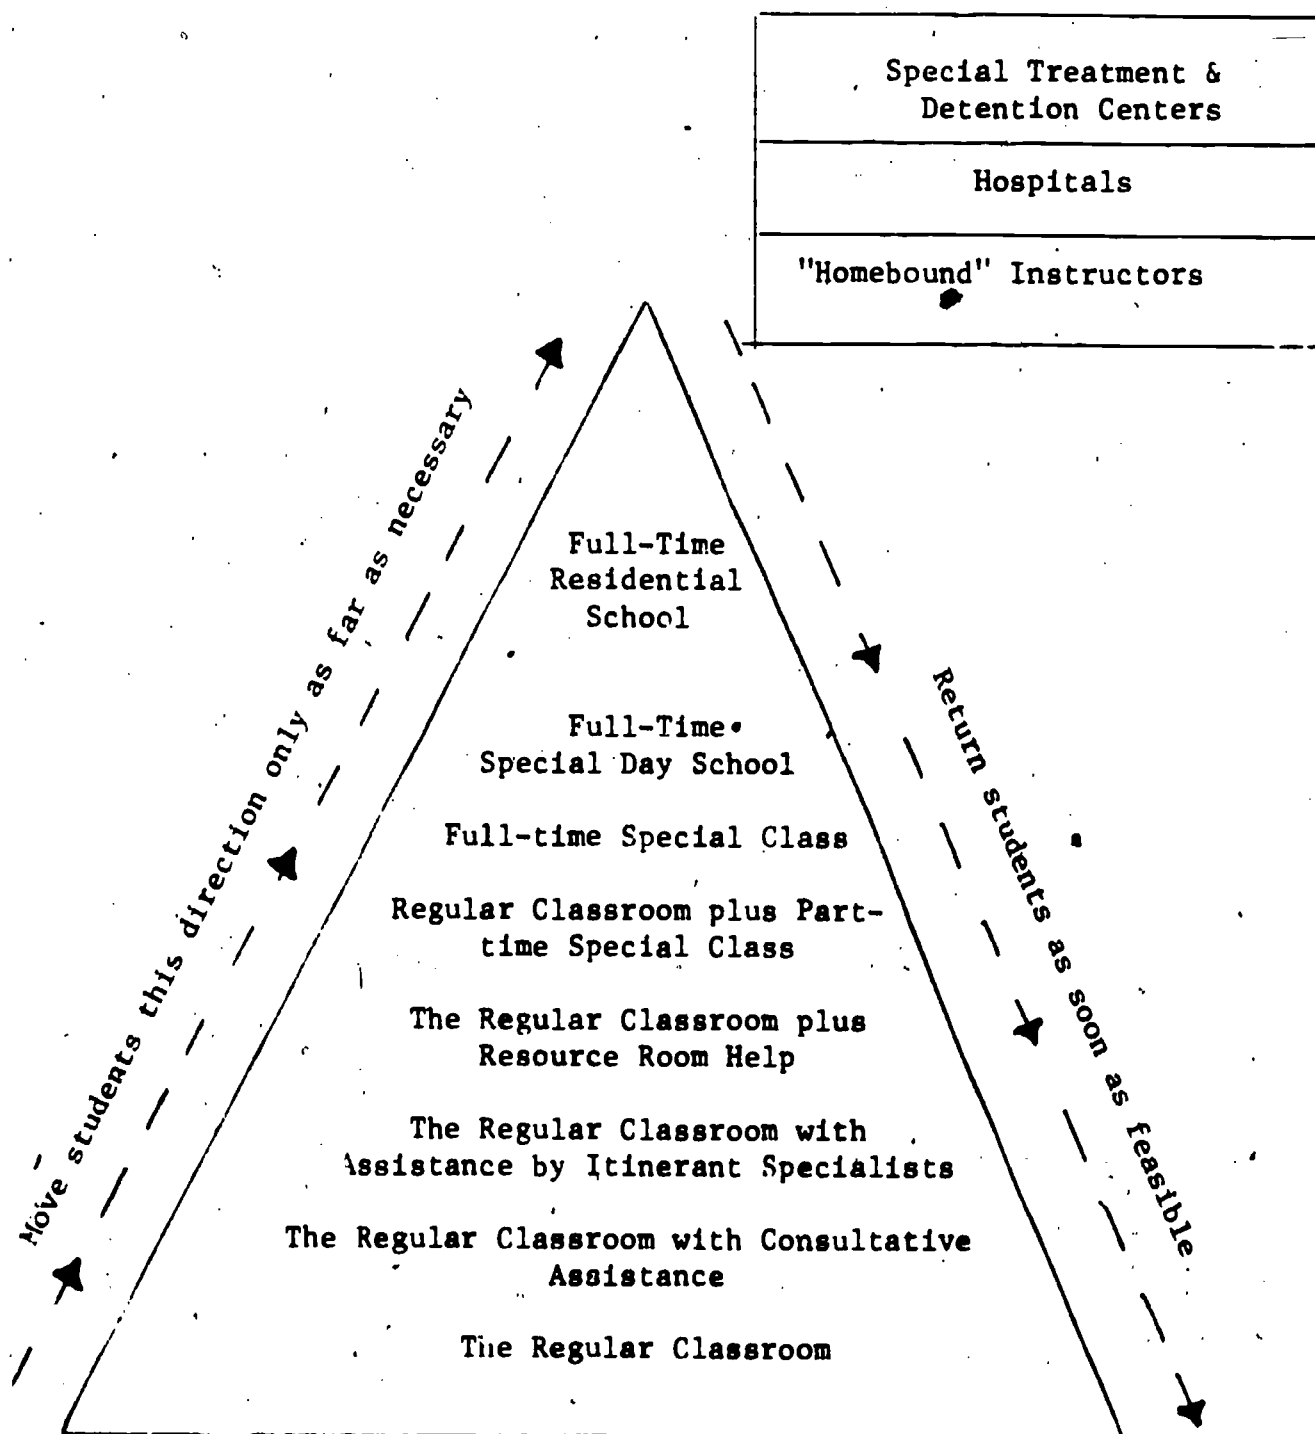 Special Treatment &
Detention Centers
Hospitals
"Homebound" Instructors
Move students this direction only as far as necessary
Return students as soon as feasible
Full-Time
Residential
School
Full-Time
Special Day School
Full-time Special Class
Regular Classroom plus Part-
time Special Class
The Regular Classroom plus
Resource Room Help
The Regular Classroom with
Assistance by Itinerant Specialists
The Regular Classroom with Consultative
Assistance
The Regular Classroom